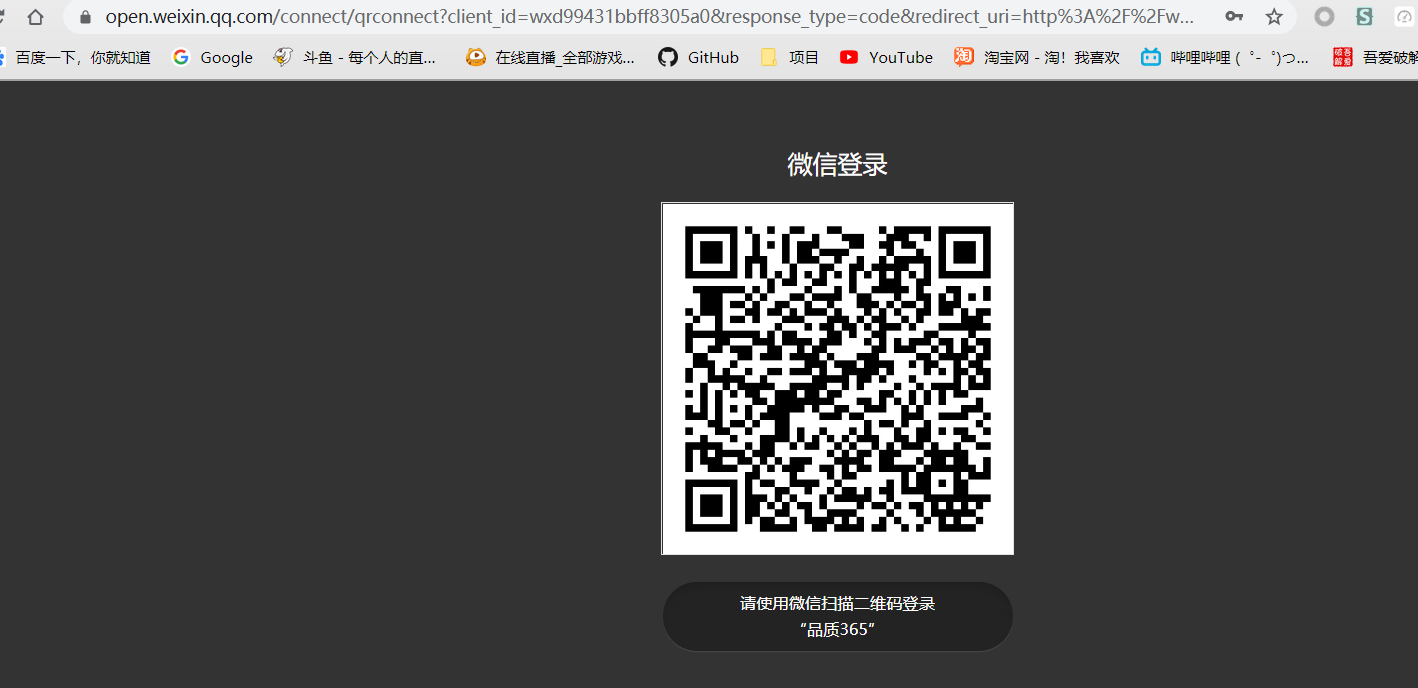 open.weixin.qq.com/connect/qrconnect?client_id=wxd99431bbff8305a0&response_type=code&redirect_uri=http%3A%2F%2Fw...
百度一下，你就知道 Google 斗鱼 - 每个人的直... 在线直播_全部游戏... GitHub 项目 YouTube 淘宝网 - 淘！我喜欢 哔哩哔哩 ( ゜- ゜)つ... 吾爱破解
微信登录
请使用微信扫描二维码登录
“品质365”